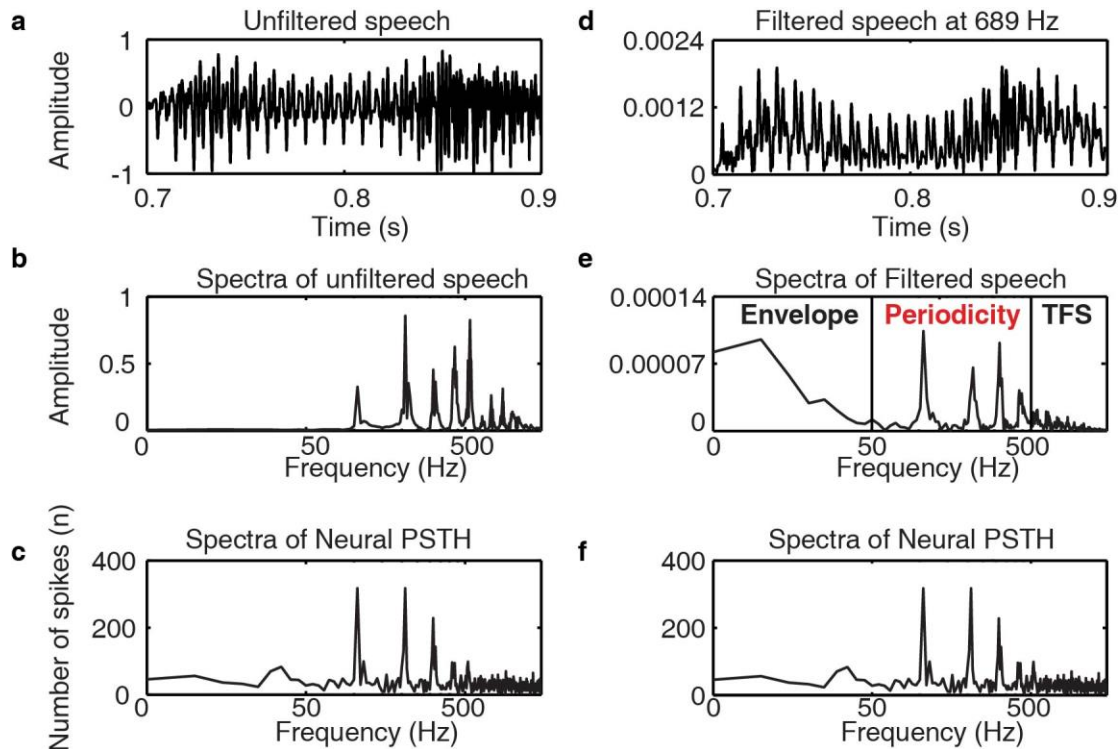 a
Unfiltered speech
Amplitude
1
0
-1
0.7
0.8
0.9
Time (s)
b
Spectra of unfiltered speech
Amplitude
1
0.5
0
0
50
500
Frequency (Hz)
c
Spectra of Neural PSTH
Number of spikes (n)
400
200
0
0
50
500
Frequency (Hz)
d
Filtered speech at 689 Hz
0.0024
0.0012
0
0.7
0.8
0.9
Time (s)
e
Spectra of Filtered speech
0.00014
0.00007
0
Envelope
Periodicity
TFS
0
50
500
Frequency (Hz)
f
Spectra of Neural PSTH
400
200
0
0
50
500
Frequency (Hz)